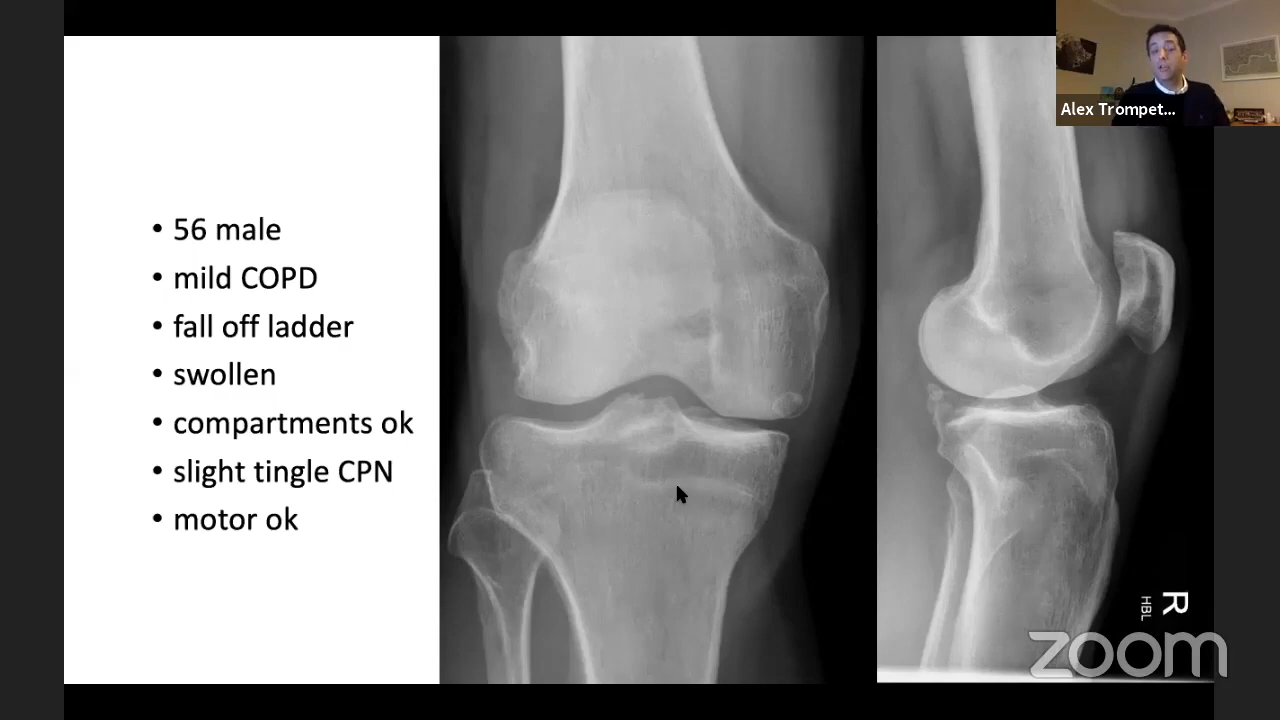 • 56 male
• mild COPD
• fall off ladder
• swollen
• compartments ok
• slight tingle CPN
• motor ok
Alex Trompet...
R
HBL
zoom